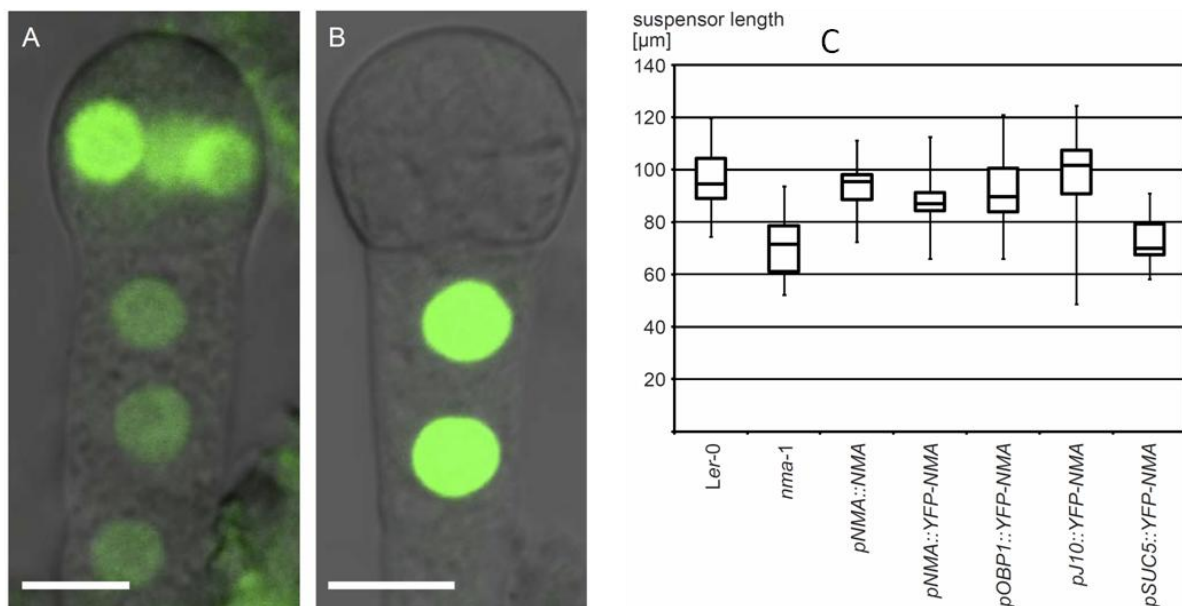 A
B
suspensor length
[µm]
C
140
120
100
80
60
40
20
Ler-0
nma-1
pNMA::NMA
pNMA::YFP-NMA
pOBP1::YFP-NMA
pJ10::YFP-NMA
pSUC5::YFP-NMA